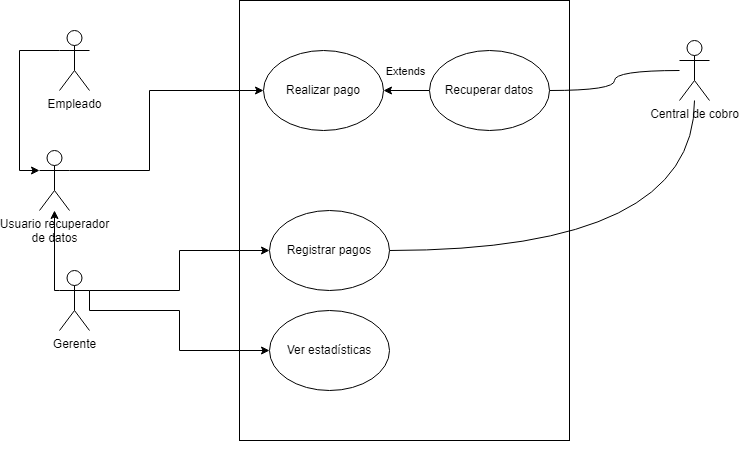 Extends
Realizar pago
Recuperar datos
Empleado
Central de cobro
Usuario recuperador
de datos
Registrar pagos
Gerente
Ver estadísticas